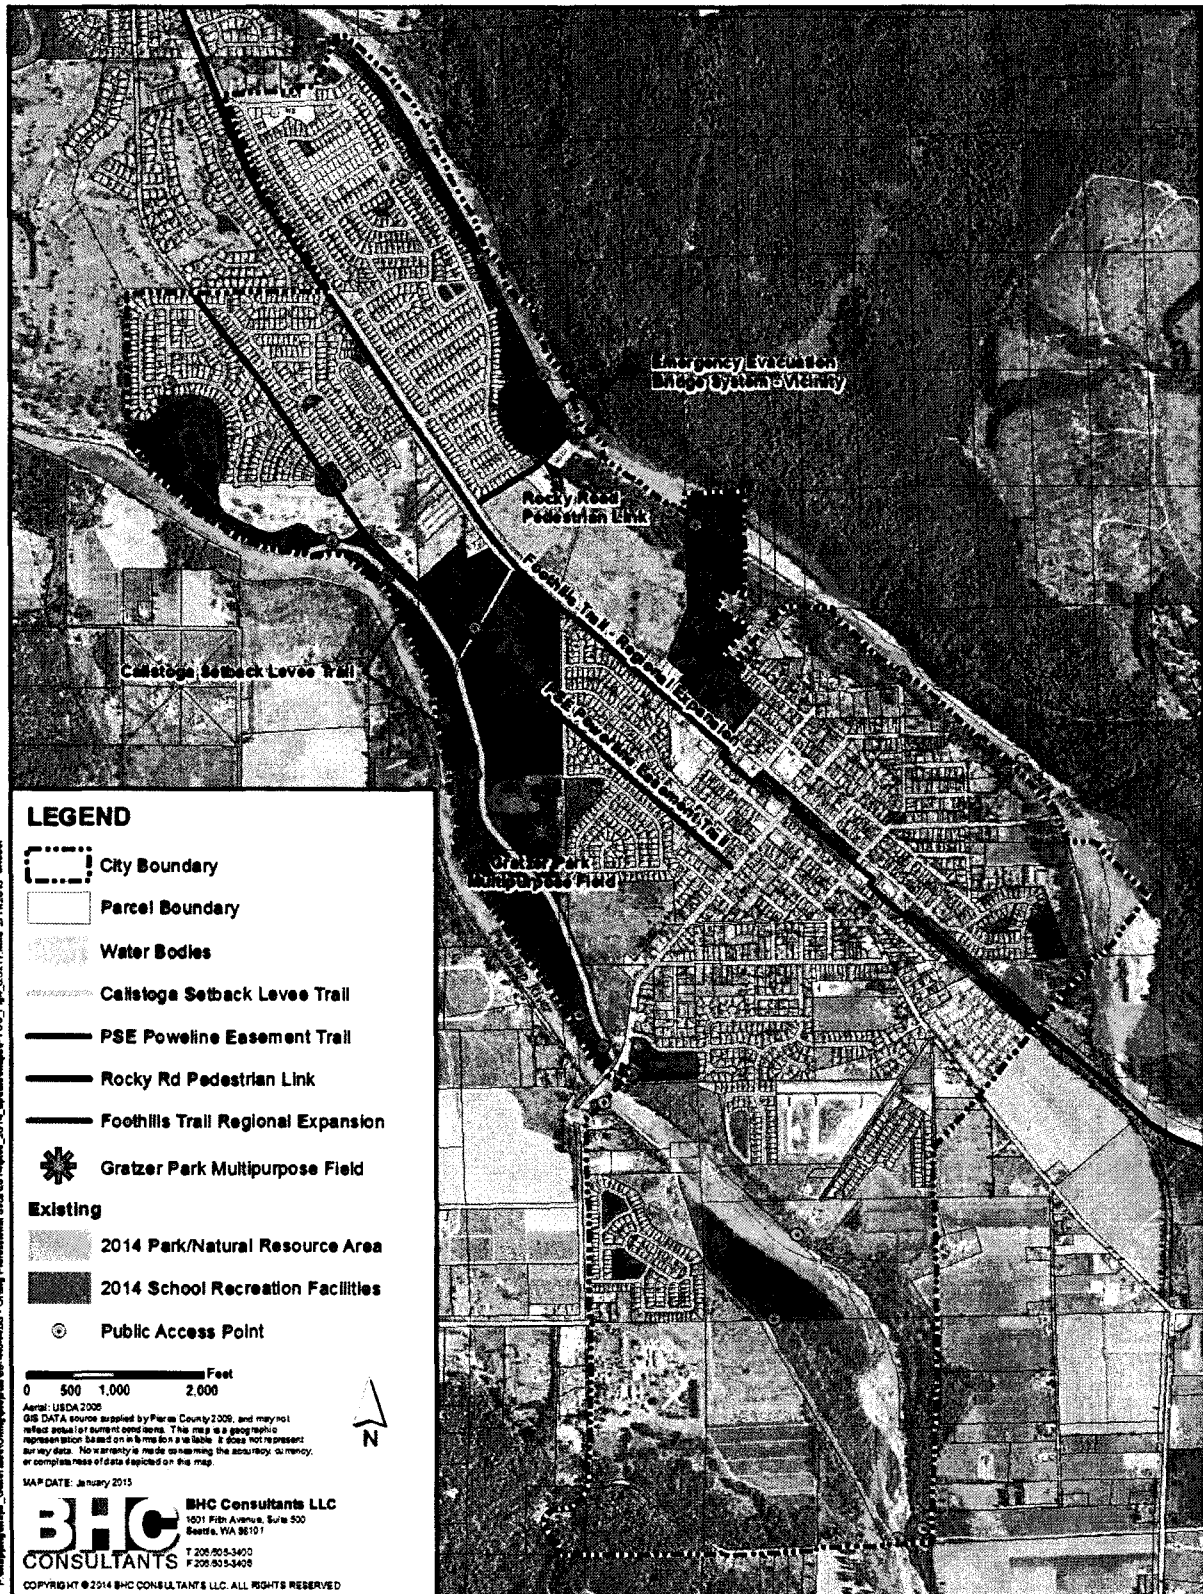 Emergency Evacuation
Bridge System - Vicinity
Rocky Road
Pedestrian Link
Foothills Trail - Regional Expansion
Calistoga Setback Levee Trail
PSE Powerline Easement Trail
Gratzer Park
Multipurpose Field
LEGEND
City Boundary
Parcel Boundary
Water Bodies
Calistoga Setback Levee Trail
PSE Poweline Easement Trail
Rocky Rd Pedestrian Link
Foothills Trail Regional Expansion
Gratzer Park Multipurpose Field
Existing
2014 Park/Natural Resource Area
2014 School Recreation Facilities
Public Access Point
Feet
0 500 1,000 2,000
Aerial: USDA 2006
GIS DATA source supplied by Pierce County 2009, and may not
reflect actual or current conditions. This map is a geographic
representation based on information available. It does not represent
survey data. No warranty is made concerning the accuracy, currency,
or completeness of data depicted on this map.
N
MAP DATE: January 2015
BHC
CONSULTANTS
BHC Consultants LLC
1601 Fifth Avenue, Suite 500
Seattle, WA 98101
T 206-505-3400
F 206-505-3406
COPYRIGHT © 2014 BHC CONSULTANTS LLC. ALL RIGHTS RESERVED